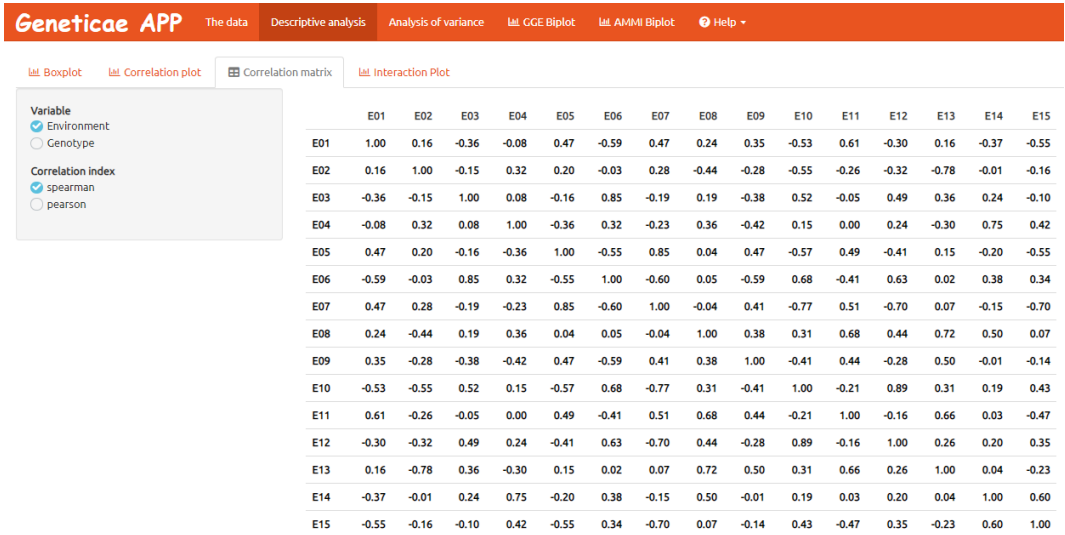 Geneticae APP The data Descriptive analysis Analysis of variance GGE Biplot AMMI Biplot Help
Boxplot Correlation plot Correlation matrix Interaction Plot
Variable
Environment
Genotype
Correlation index
spearman
pearson
E01 E02 E03 E04 E05 E06 E07 E08 E09 E10 E11 E12 E13 E14 E15
E01 1.00 0.16 -0.36 -0.08 0.47 -0.59 0.47 0.24 0.35 -0.53 0.61 -0.30 0.16 -0.37 -0.55
E02 0.16 1.00 -0.15 0.32 0.20 -0.03 0.28 -0.44 -0.28 -0.55 -0.26 -0.32 -0.78 -0.01 -0.16
E03 -0.36 -0.15 1.00 0.08 -0.16 0.85 -0.19 0.19 -0.38 0.52 -0.05 0.49 0.36 0.24 -0.10
E04 -0.08 0.32 0.08 1.00 -0.36 0.32 -0.23 0.36 -0.42 0.15 0.00 0.24 -0.30 0.75 0.42
E05 0.47 0.20 -0.16 -0.36 1.00 -0.55 0.85 0.04 0.47 -0.57 0.49 -0.41 0.15 -0.20 -0.55
E06 -0.59 -0.03 0.85 0.32 -0.55 1.00 -0.60 0.05 -0.59 0.68 -0.41 0.63 0.02 0.38 0.34
E07 0.47 0.28 -0.19 -0.23 0.85 -0.60 1.00 -0.04 0.41 -0.77 0.51 -0.70 0.07 -0.15 -0.70
E08 0.24 -0.44 0.19 0.36 0.04 0.05 -0.04 1.00 0.38 0.31 0.68 0.44 0.72 0.50 0.07
E09 0.35 -0.28 -0.38 -0.42 0.47 -0.59 0.41 0.38 1.00 -0.41 0.44 -0.28 0.50 -0.01 -0.14
E10 -0.53 -0.55 0.52 0.15 -0.57 0.68 -0.77 0.31 -0.41 1.00 -0.21 0.89 0.31 0.19 0.43
E11 0.61 -0.26 -0.05 0.00 0.49 -0.41 0.51 0.68 0.44 -0.21 1.00 -0.16 0.66 0.03 -0.47
E12 -0.30 -0.32 0.49 0.24 -0.41 0.63 -0.70 0.44 -0.28 0.89 -0.16 1.00 0.26 0.20 0.35
E13 0.16 -0.78 0.36 -0.30 0.15 0.02 0.07 0.72 0.50 0.31 0.66 0.26 1.00 0.04 -0.23
E14 -0.37 -0.01 0.24 0.75 -0.20 0.38 -0.15 0.50 -0.01 0.19 0.03 0.20 0.04 1.00 0.60
E15 -0.55 -0.16 -0.10 0.42 -0.55 0.34 -0.70 0.07 -0.14 0.43 -0.47 0.35 -0.23 0.60 1.00